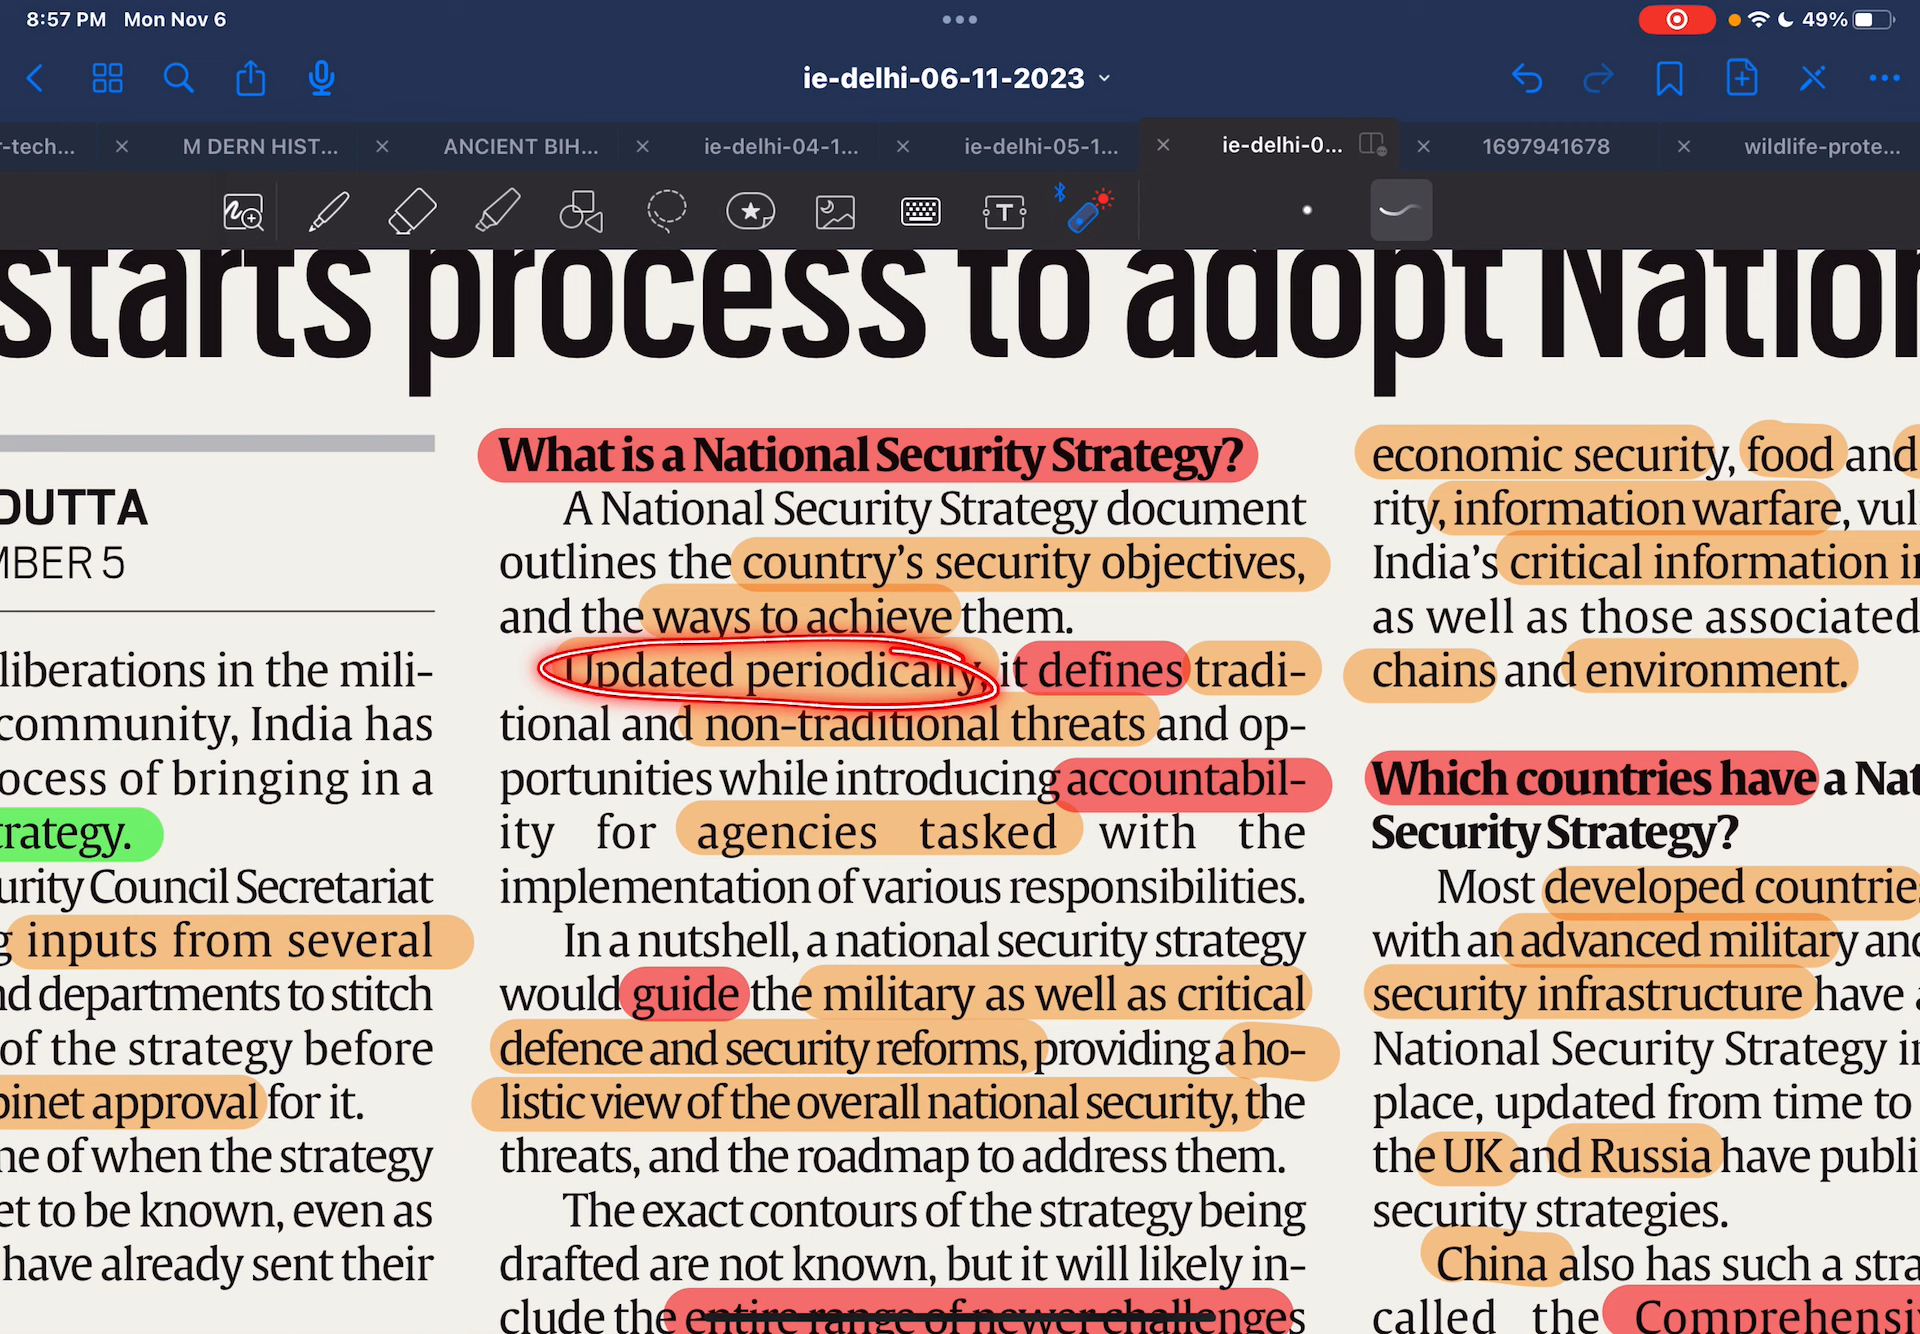 8:57 PM Mon Nov 6
49%
ie-delhi-06-11-2023
-tech...
M DERN HIST...
ANCIENT BIH...
ie-delhi-04-1...
ie-delhi-05-1...
ie-delhi-0...
1697941678
wildlife-prote...
starts process to adopt Nation
DUTTA
MBER 5
liberations in the mili-
community, India has
ocess of bringing in a
trategy.
urity Council Secretariat
g inputs from several
nd departments to stitch
of the strategy before
binet approval for it.
ne of when the strategy
et to be known, even as
have already sent their
What is a National Security Strategy?
A National Security Strategy document
outlines the country's security objectives,
and the ways to achieve them.
Updated periodically, it defines tradi-
tional and non-traditional threats and op-
portunities while introducing accountabil-
ity for agencies tasked with the
implementation of various responsibilities.
In a nutshell, a national security strategy
would guide the military as well as critical
defence and security reforms, providing a ho-
listic view of the overall national security, the
threats, and the roadmap to address them.
The exact contours of the strategy being
drafted are not known, but it will likely in-
clude the entire range of newer challenges
economic security, food and
rity, information warfare, vul
India's critical information in
as well as those associated
chains and environment.
Which countries have a Nat
Security Strategy?
Most developed countries
with an advanced military and
security infrastructure have a
National Security Strategy in
place, updated from time to
the UK and Russia have publi
security strategies.
China also has such a stra
called the Comprehensi